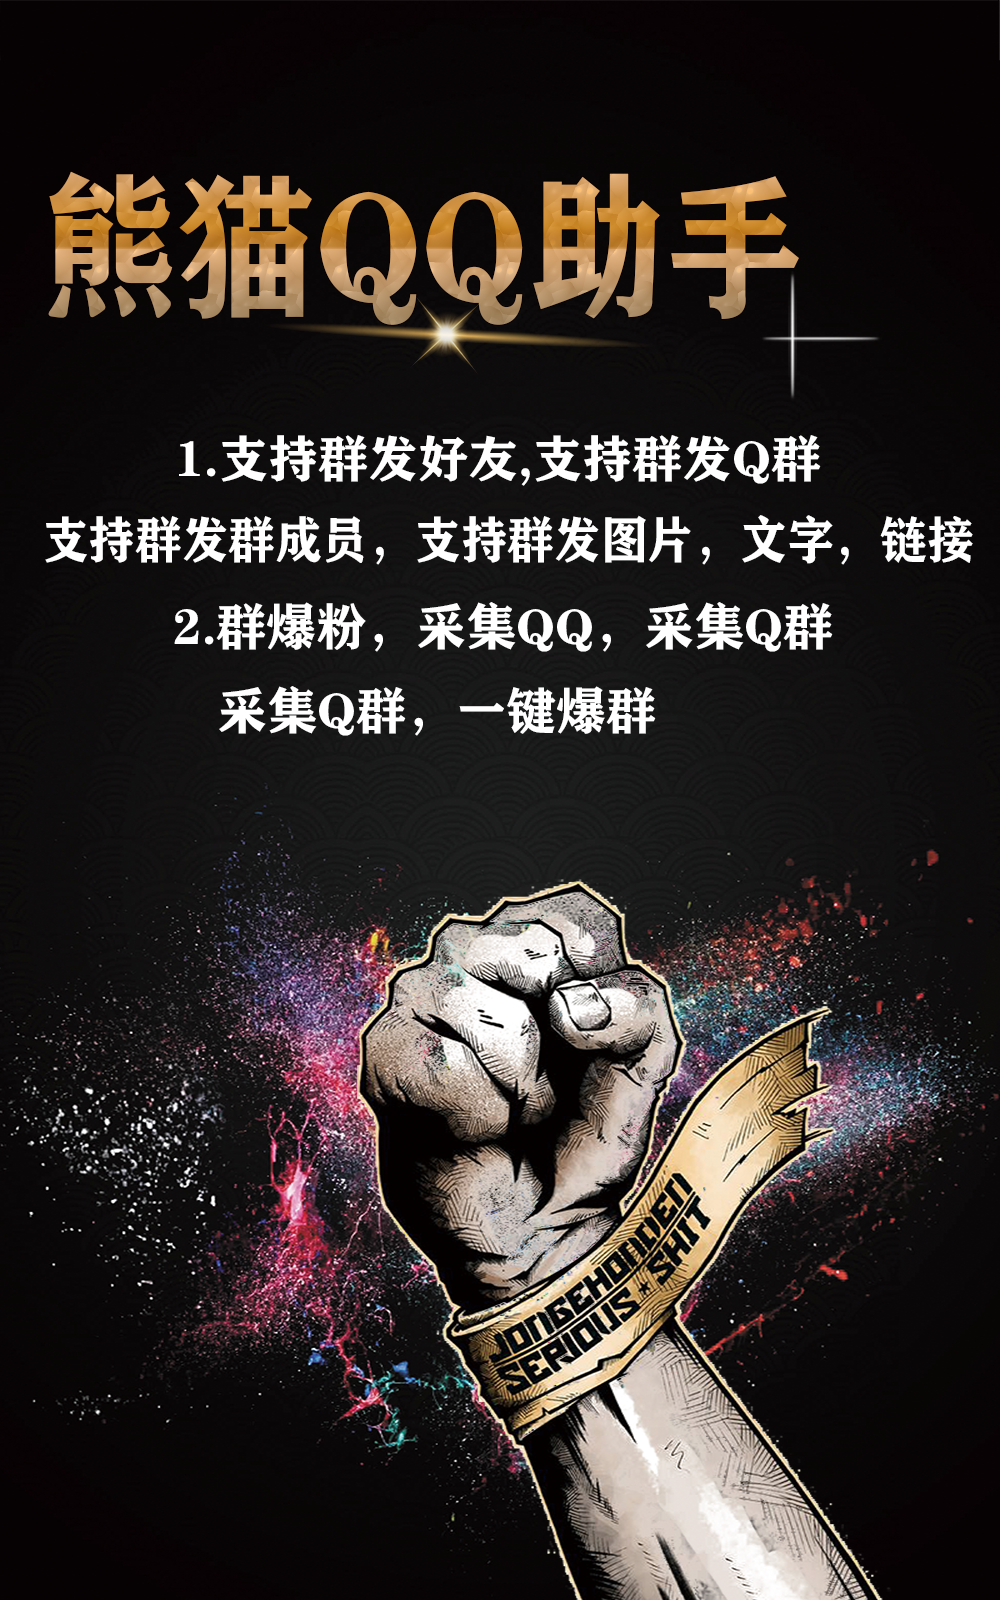 熊猫QQ助手
1.支持群发好友,支持群发Q群
支持群发群成员，支持群发图片，文字，链接
2.群爆粉，采集QQ，采集Q群
采集Q群，一键爆群
JONGEHONDEN
SERIOUS★SHIT